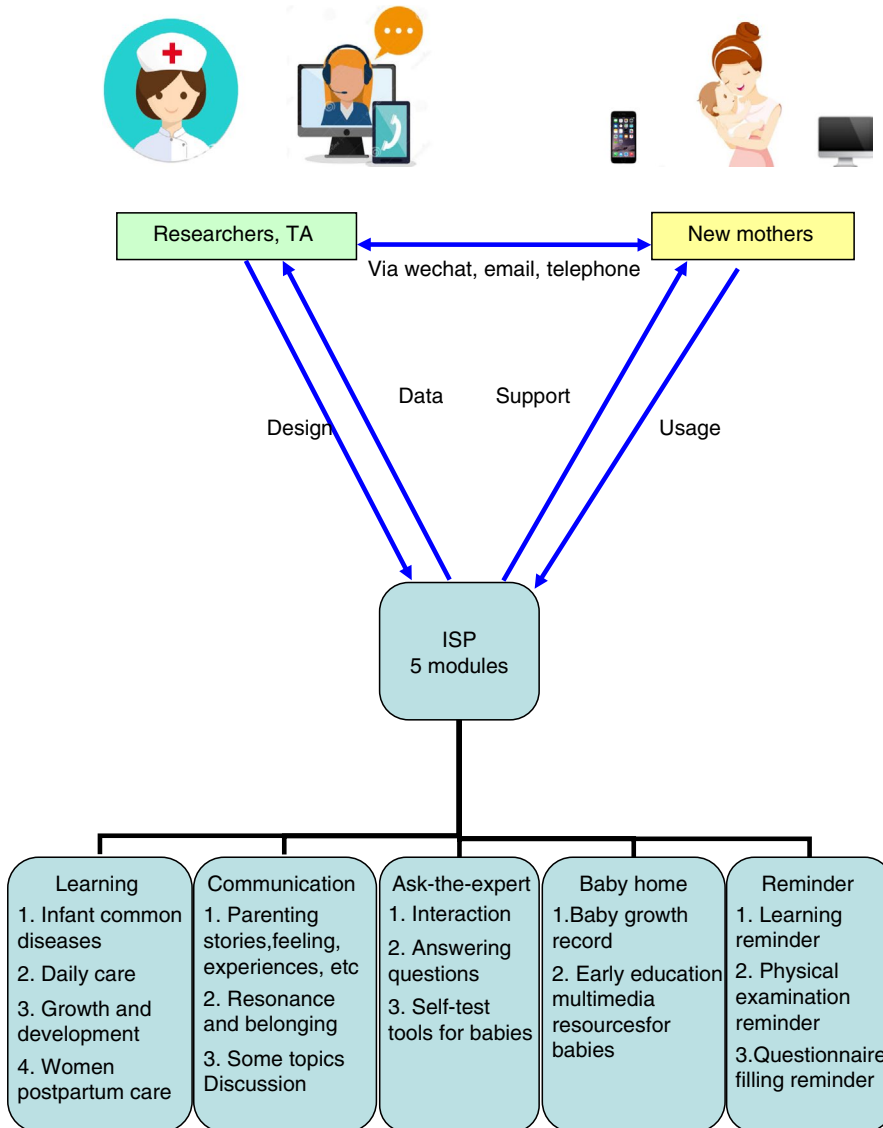 Researchers, TA
New mothers
Via wechat, email, telephone
Data
Support
Design
Usage
ISP
5 modules
Learning
1. Infant common
diseases
2. Daily care
3. Growth and
development
4. Women
postpartum care
Communication
1. Parenting
stories,feeling,
experiences, etc
2. Resonance
and belonging
3. Some topics
Discussion
Ask-the-expert
1. Interaction
2. Answering
questions
3. Self-test
tools for babies
Baby home
1.Baby growth
record
2. Early education
multimedia
resourcesfor
babies
Reminder
1. Learning
reminder
2. Physical
examination
reminder
3.Questionnaire
filling reminder